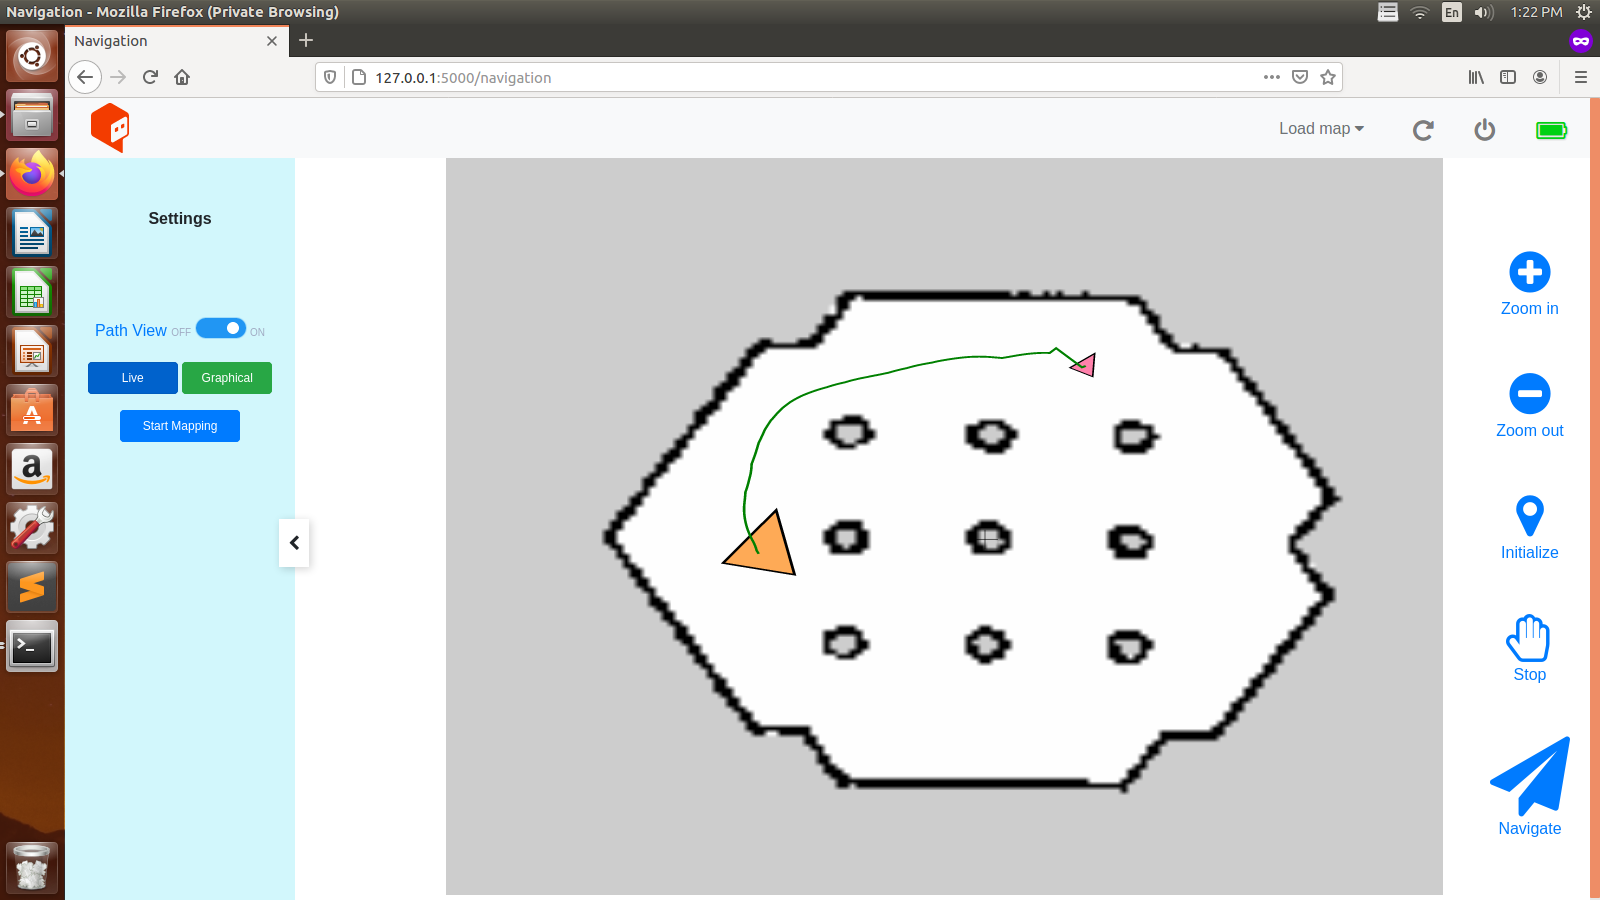 Navigation - Mozilla Firefox (Private Browsing)
En
1:22 PM
Navigation
127.0.0.1:5000/navigation
Load map
Settings
Path View OFF ON
Live
Graphical
Start Mapping
Zoom in
Zoom out
Initialize
Stop
Navigate